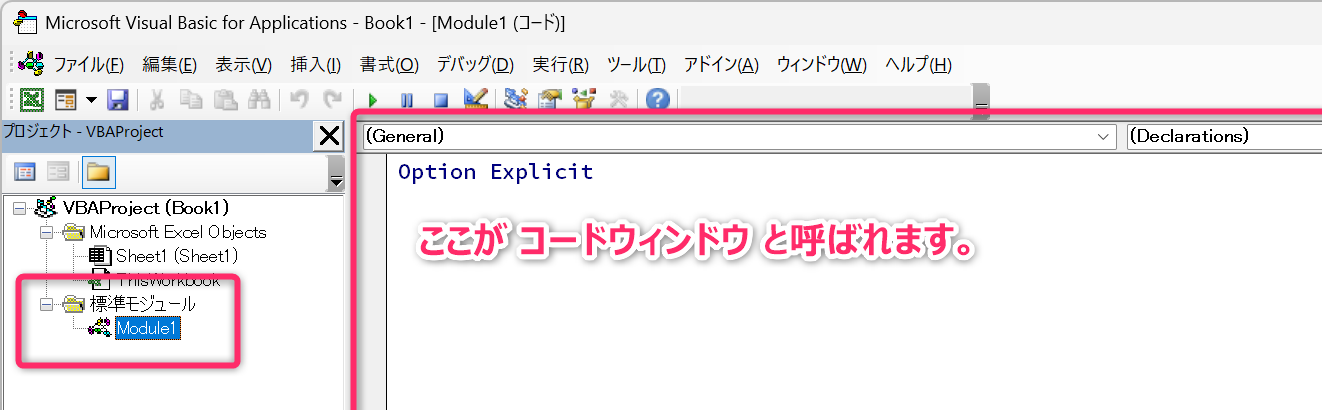 Microsoft Visual Basic for Applications - Book1 - [Module1 (コード)]
ファイル(F) 編集(E) 表示(V) 挿入(I) 書式(O) デバッグ(D) 実行(R) ツール(T) アドイン(A) ウィンドウ(W) ヘルプ(H)
プロジェクト - VBAProject
(General) (Declarations)
Option Explicit
VBAProject (Book1)
Microsoft Excel Objects
Sheet1 (Sheet1)
ThisWorkbook
標準モジュール
Module1
ここが コードウィンドウ と呼ばれます。